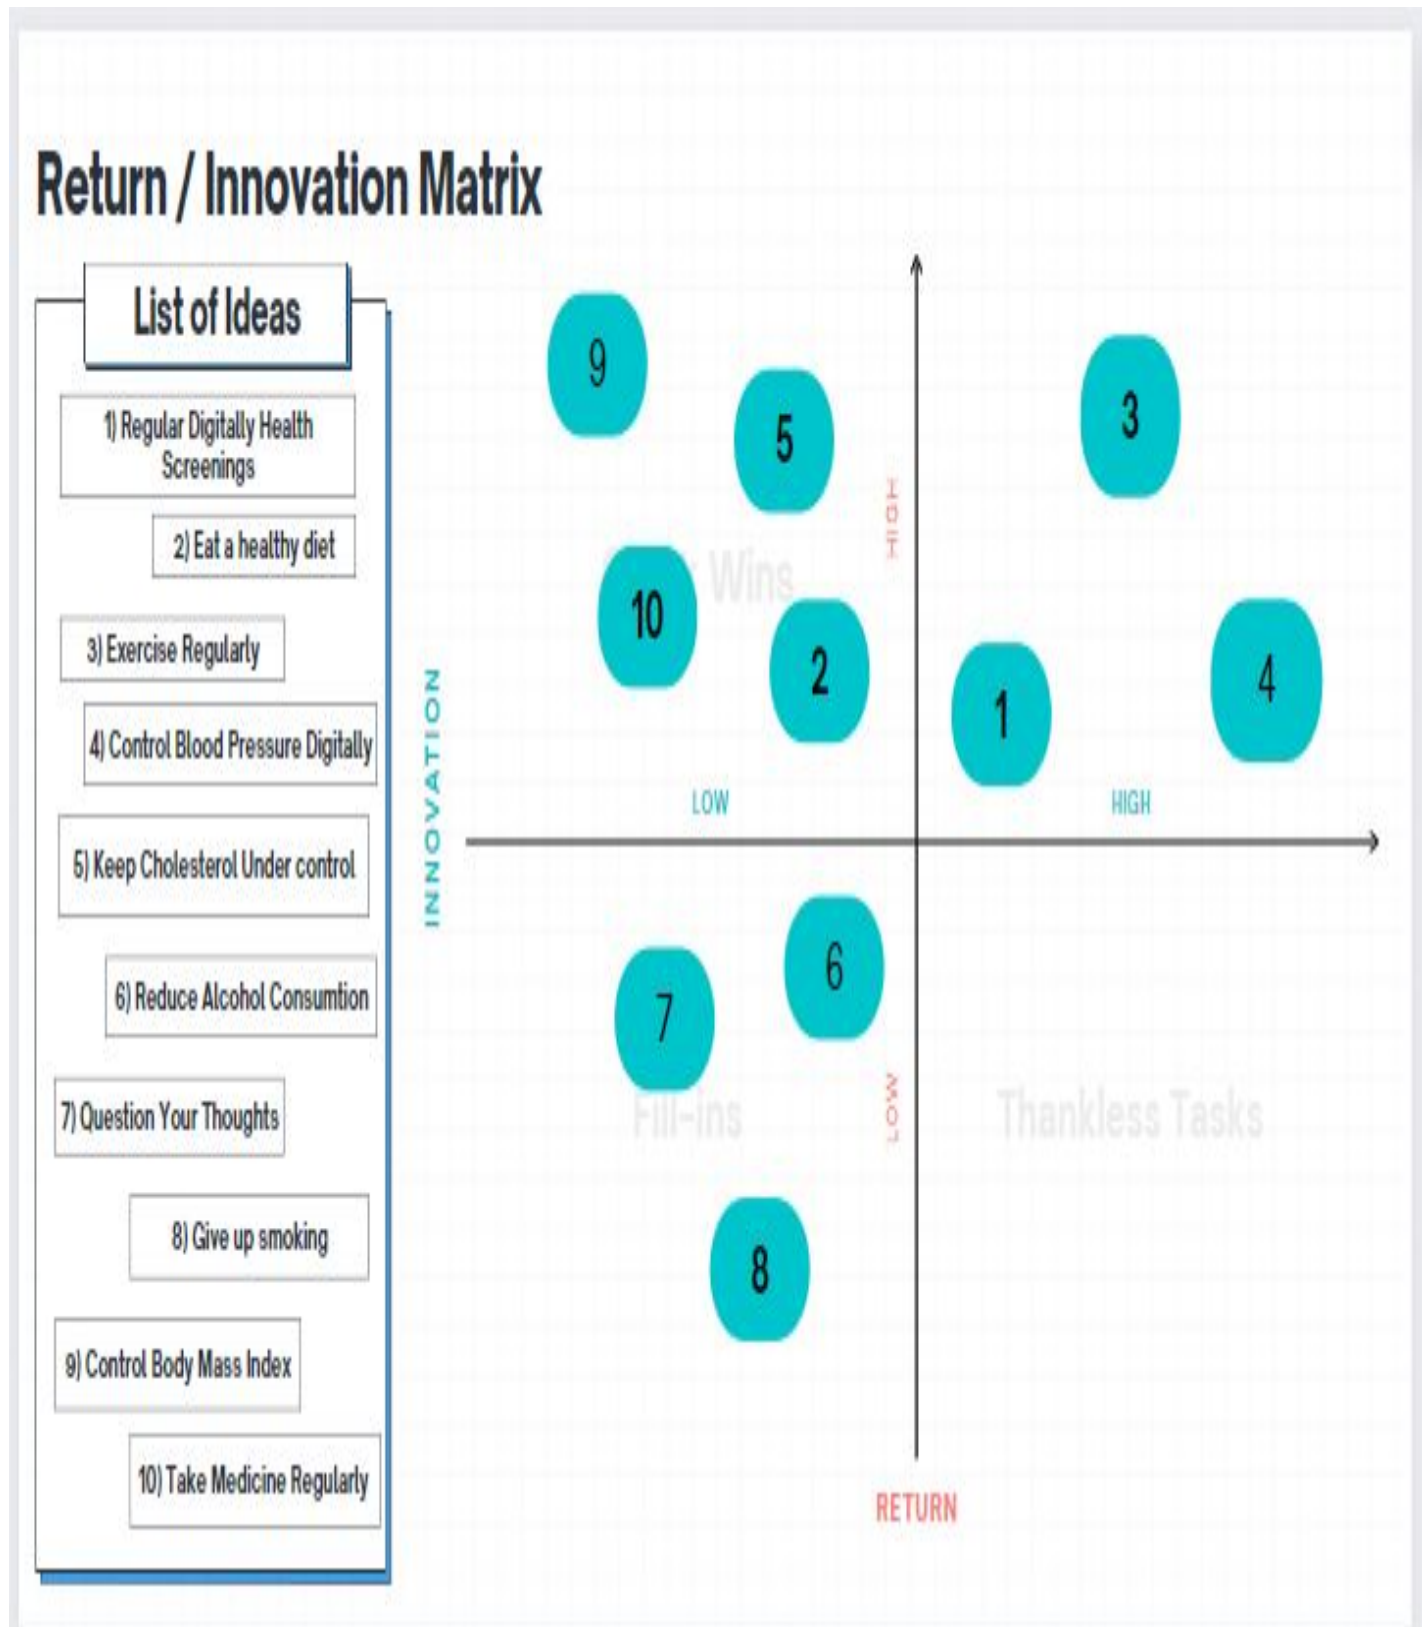 Return / Innovation Matrix
List of Ideas
1) Regular Digitally Health
Screenings
2) Eat a healthy diet
3) Exercise Regularly
4) Control Blood Pressure Digitally
5) Keep Cholesterol Under control
6) Reduce Alcohol Consumtion
7) Question Your Thoughts
8) Give up smoking
9) Control Body Mass Index
10) Take Medicine Regularly
INNOVATION
9
5
3
HIGH
Wins
10
2
1
4
LOW
HIGH
6
7
LOW
Fill-ins
Thankless Tasks
8
RETURN